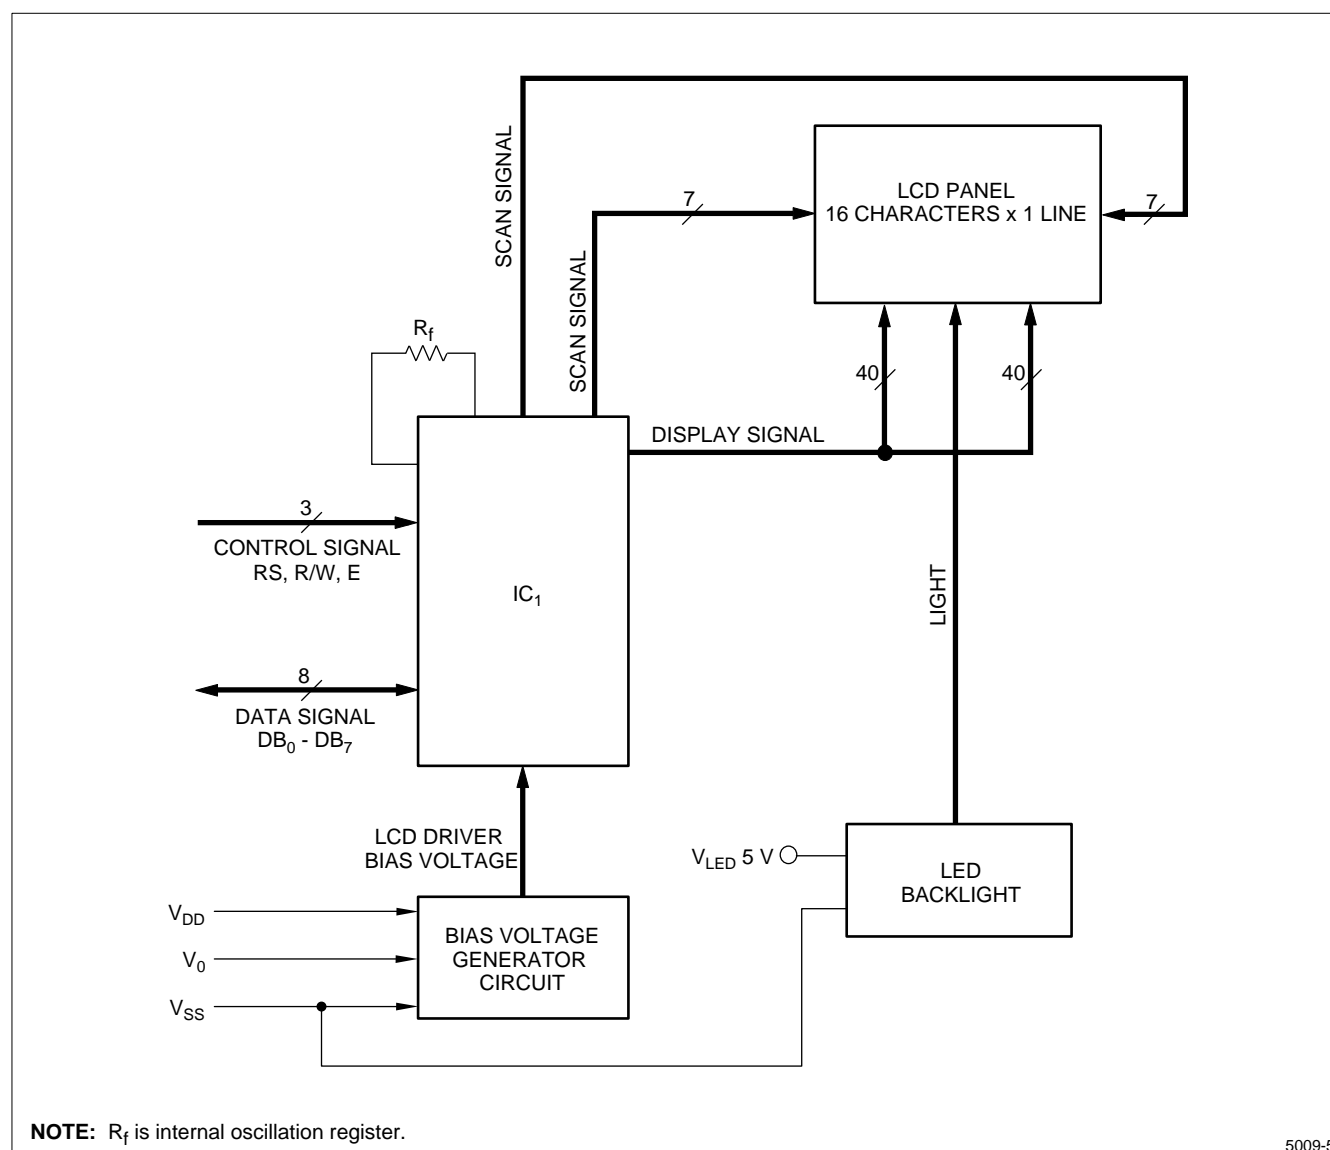 SCAN SIGNAL
SCAN SIGNAL
7
LCD PANEL
16 CHARACTERS x 1 LINE
7
Rf
40
40
DISPLAY SIGNAL
3
CONTROL SIGNAL
RS, R/W, E
IC1
LIGHT
8
DATA SIGNAL
DB0 - DB7
LCD DRIVER
BIAS VOLTAGE
VLED 5 V
LED
BACKLIGHT
VDD
V0
VSS
BIAS VOLTAGE
GENERATOR
CIRCUIT
NOTE: Rf is internal oscillation register.
5009-5